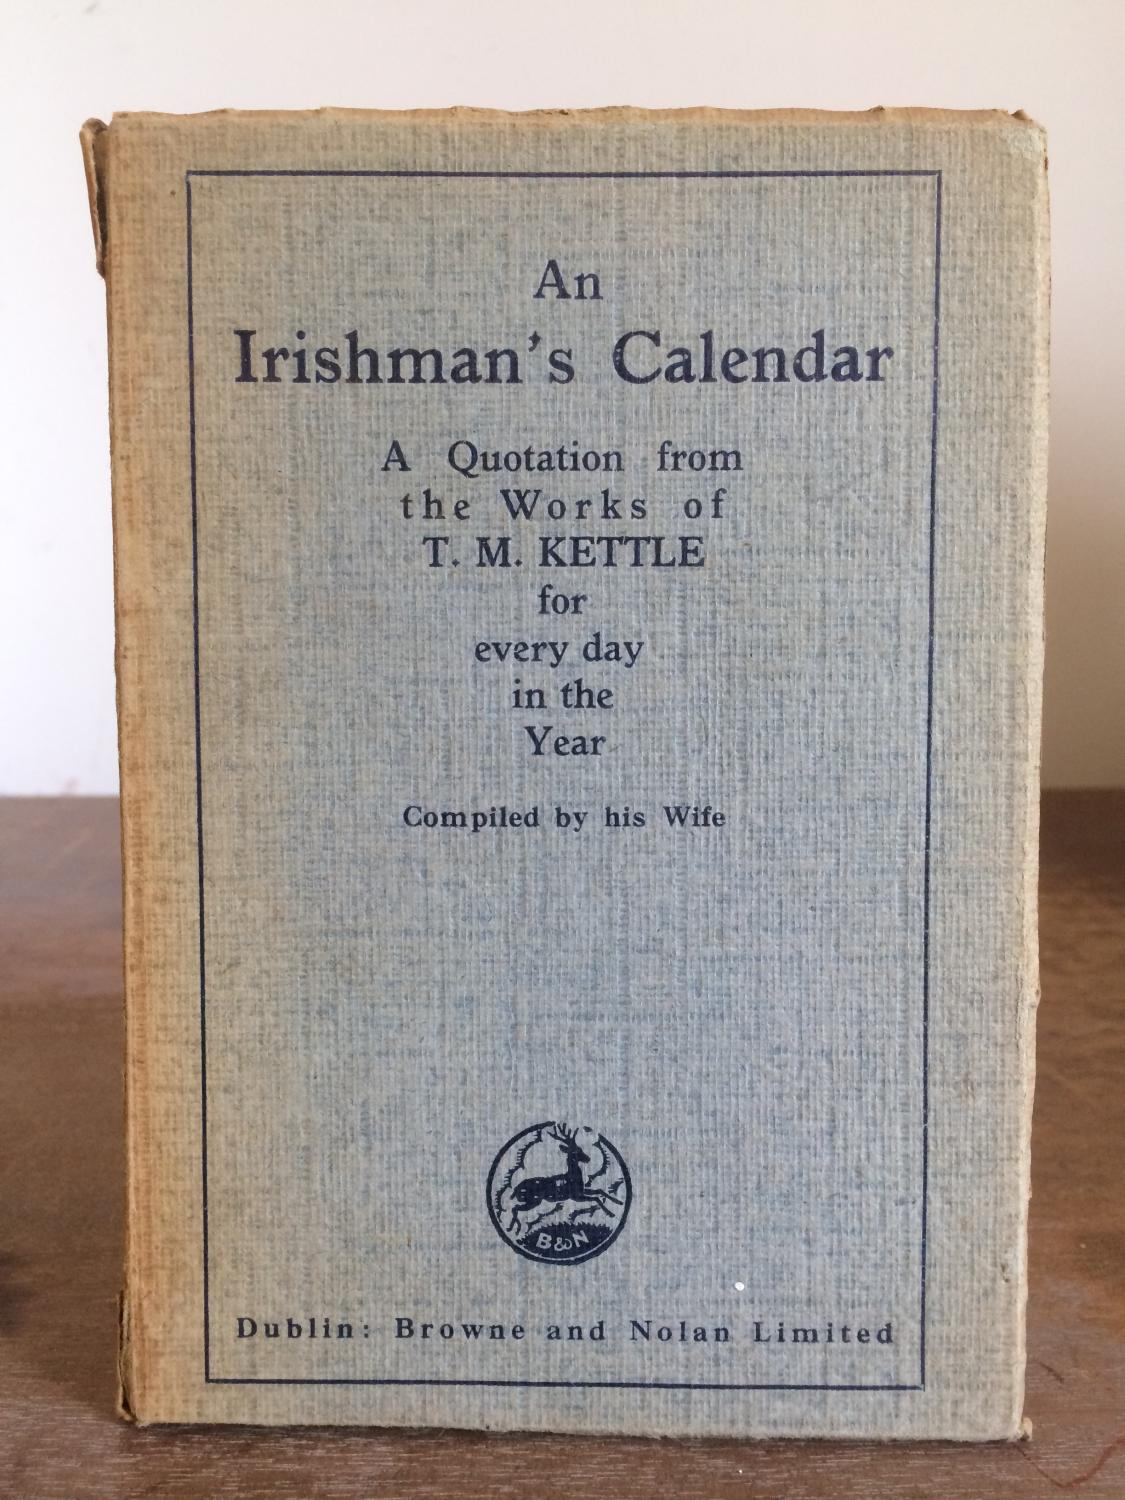 An
Irishman's Calendar
A Quotation from
the Works of
T. M. KETTLE
for
every day
in the
Year
Compiled by his Wife
B&N
Dublin: Browne and Nolan Limited